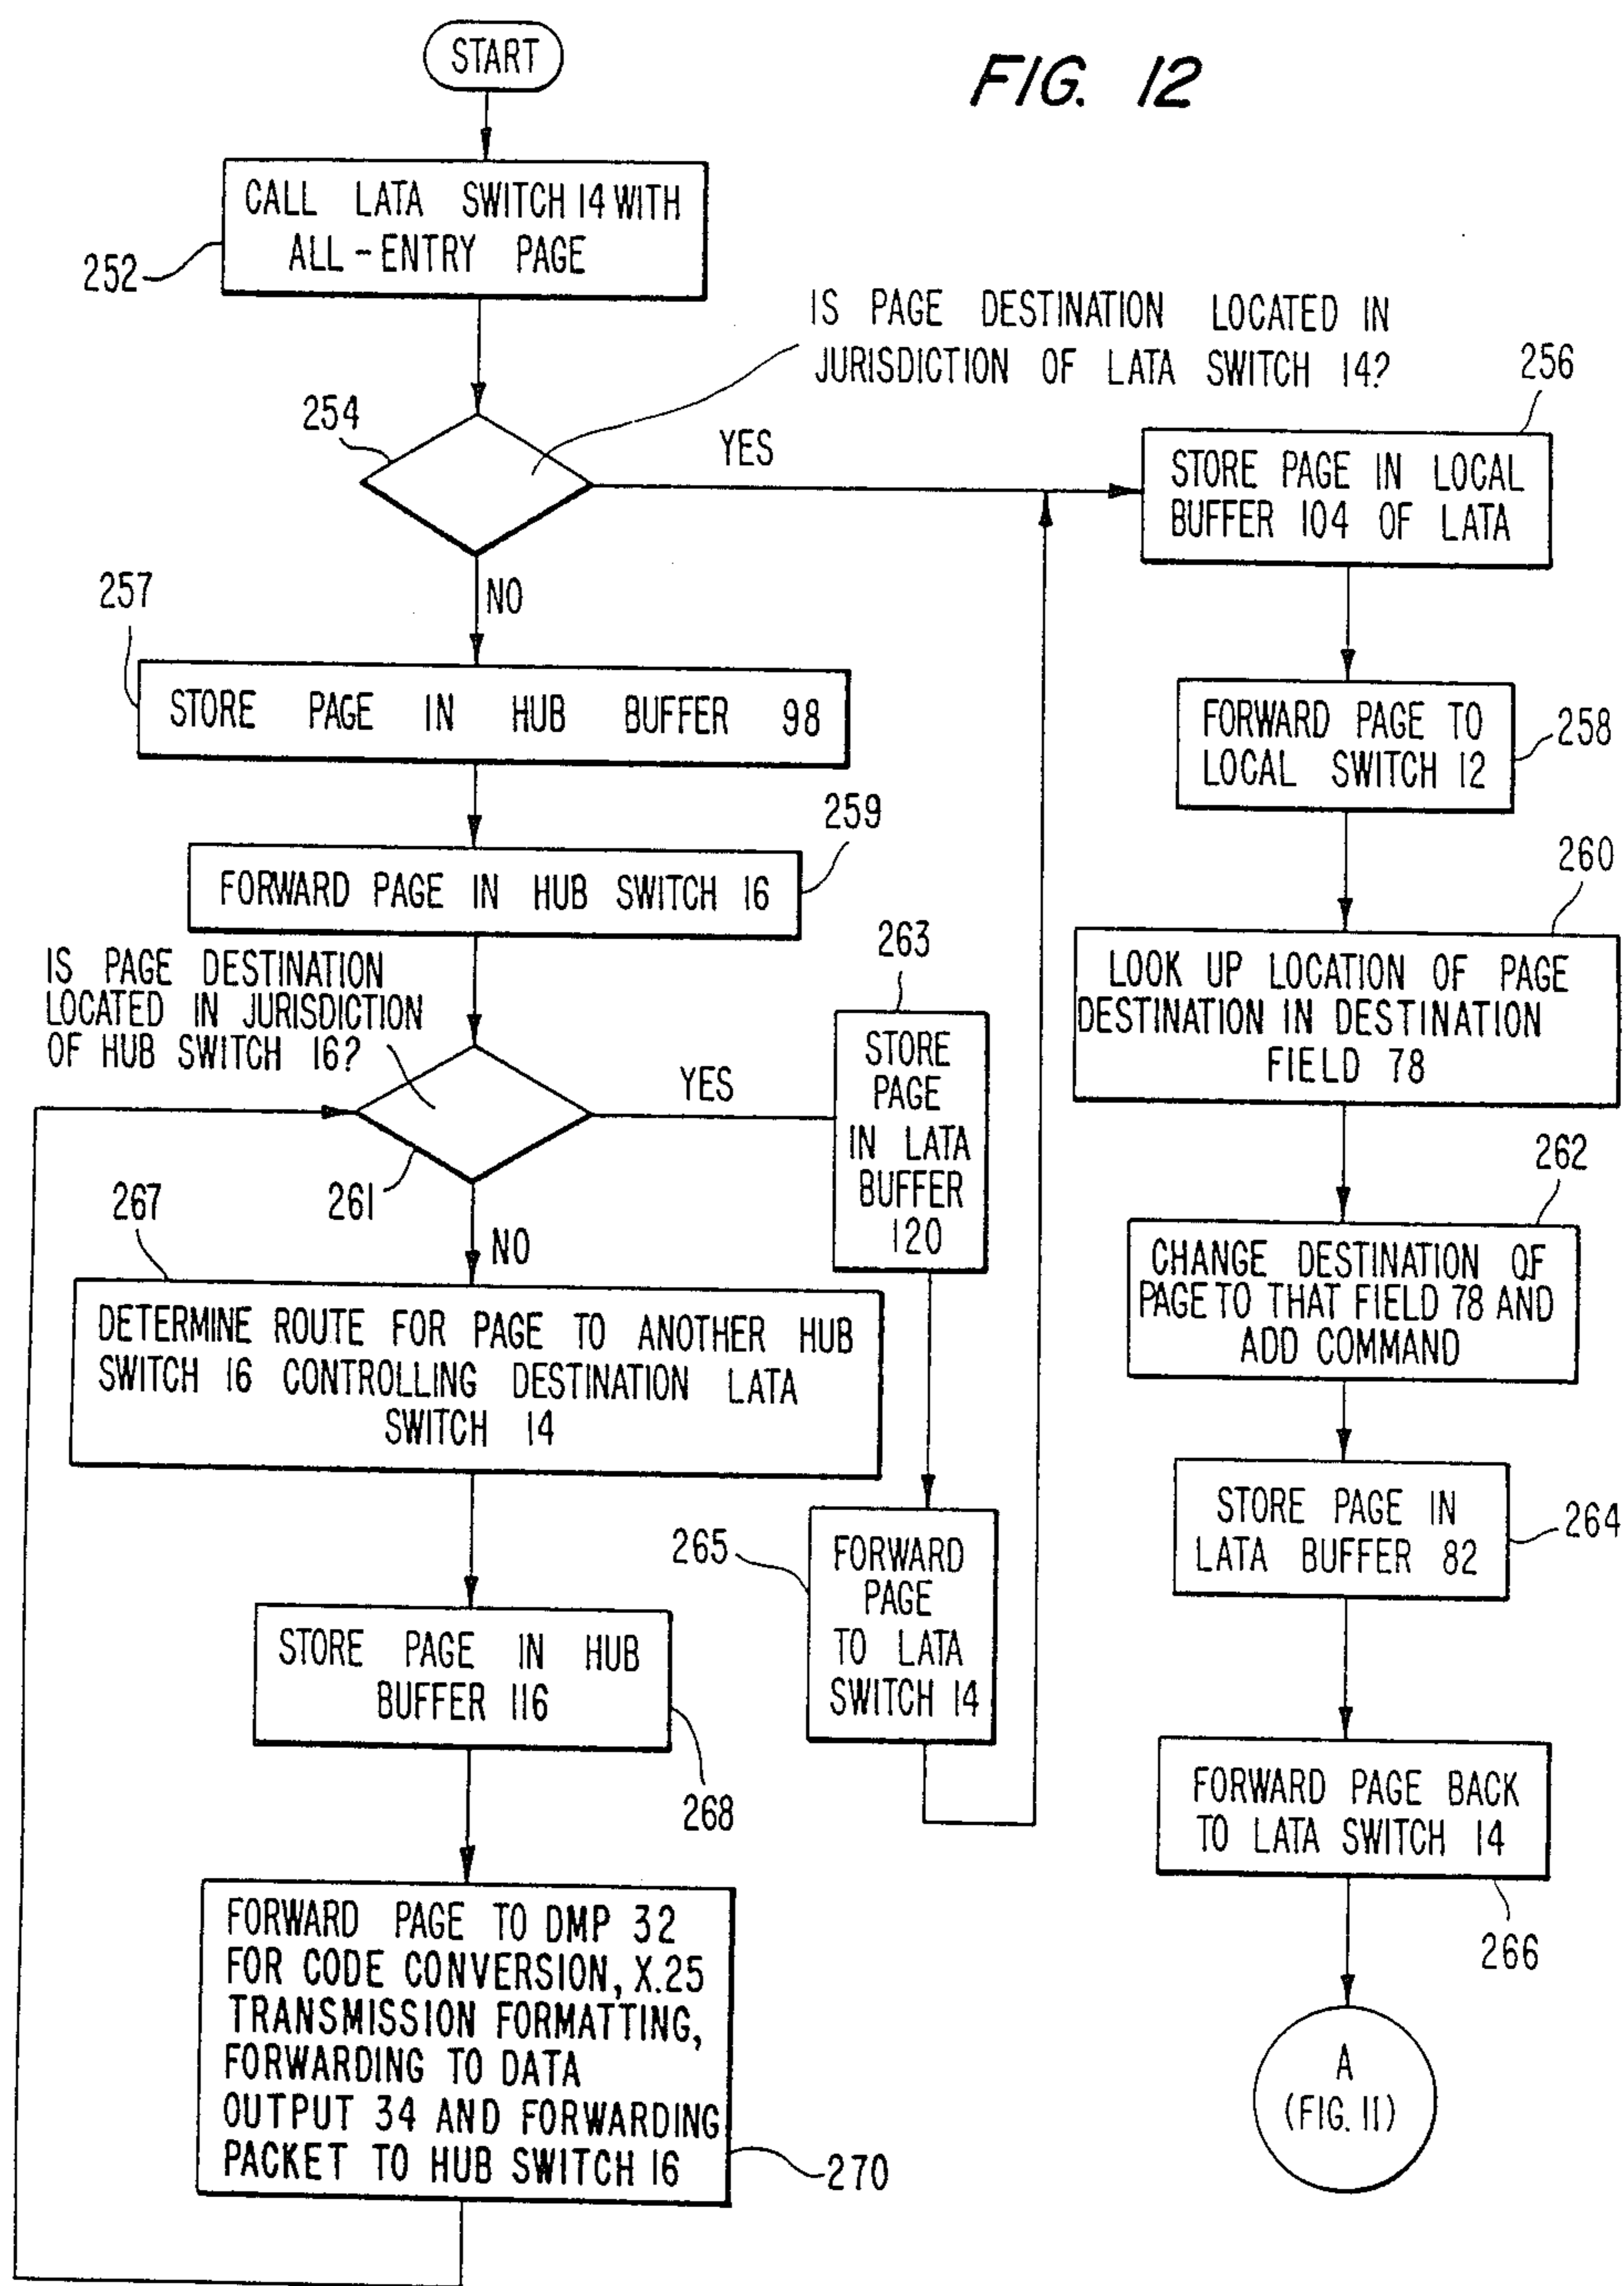 FIG. 12
START
CALL LATA SWITCH 14 WITH
ALL-ENTRY PAGE
252
IS PAGE DESTINATION LOCATED IN
JURISDICTION OF LATA SWITCH 14?
254
YES
NO
256
STORE PAGE IN LOCAL
BUFFER 104 OF LATA
257
STORE PAGE IN HUB BUFFER 98
FORWARD PAGE TO
LOCAL SWITCH 12
258
259
FORWARD PAGE IN HUB SWITCH 16
260
LOOK UP LOCATION OF PAGE
DESTINATION IN DESTINATION
FIELD 78
IS PAGE DESTINATION
LOCATED IN JURISDICTION
OF HUB SWITCH 16?
261
YES
NO
263
STORE
PAGE
IN LATA
BUFFER
120
262
CHANGE DESTINATION OF
PAGE TO THAT FIELD 78 AND
ADD COMMAND
267
DETERMINE ROUTE FOR PAGE TO ANOTHER HUB
SWITCH 16 CONTROLLING DESTINATION LATA
SWITCH 14
265
FORWARD
PAGE
TO LATA
SWITCH 14
STORE PAGE IN
LATA BUFFER 82
264
STORE PAGE IN HUB
BUFFER 116
268
FORWARD PAGE BACK
TO LATA SWITCH 14
266
FORWARD PAGE TO DMP 32
FOR CODE CONVERSION, X.25
TRANSMISSION FORMATTING,
FORWARDING TO DATA
OUTPUT 34 AND FORWARDING
PACKET TO HUB SWITCH 16
270
A
(FIG. 11)